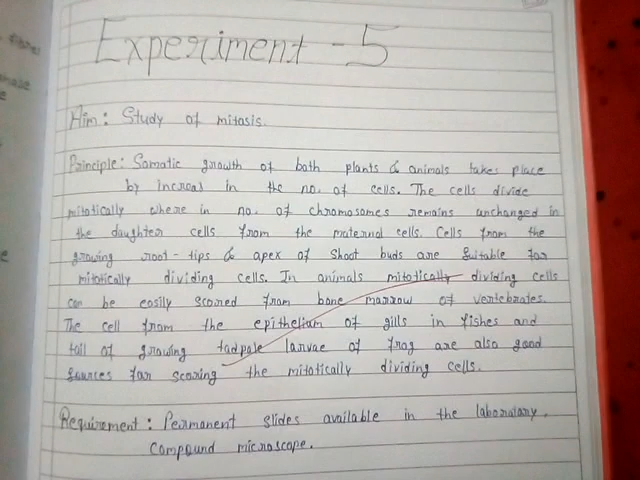 Experiment - 5
Aim: Study of mitosis.
Principle: Somatic growth of both plants & animals takes place
by increas in the no. of cells. The cells divide
mitotically where in no. of chromosomes remains unchanged in
the daughter cells from the maternal cells. Cells from the
growing root-tips & apex of shoot buds are suitable for
mitotically dividing cells. In animals mitotically dividing cells
can be easily scored from bone marrow of vertebrates.
The cell from the epithelium of gills in fishes and
tail of growing tadpole larvae of frog are also good
sources for scoring the mitotically dividing cells.
Requirement: Permanent slides available in the laboratary,
compound microscope.